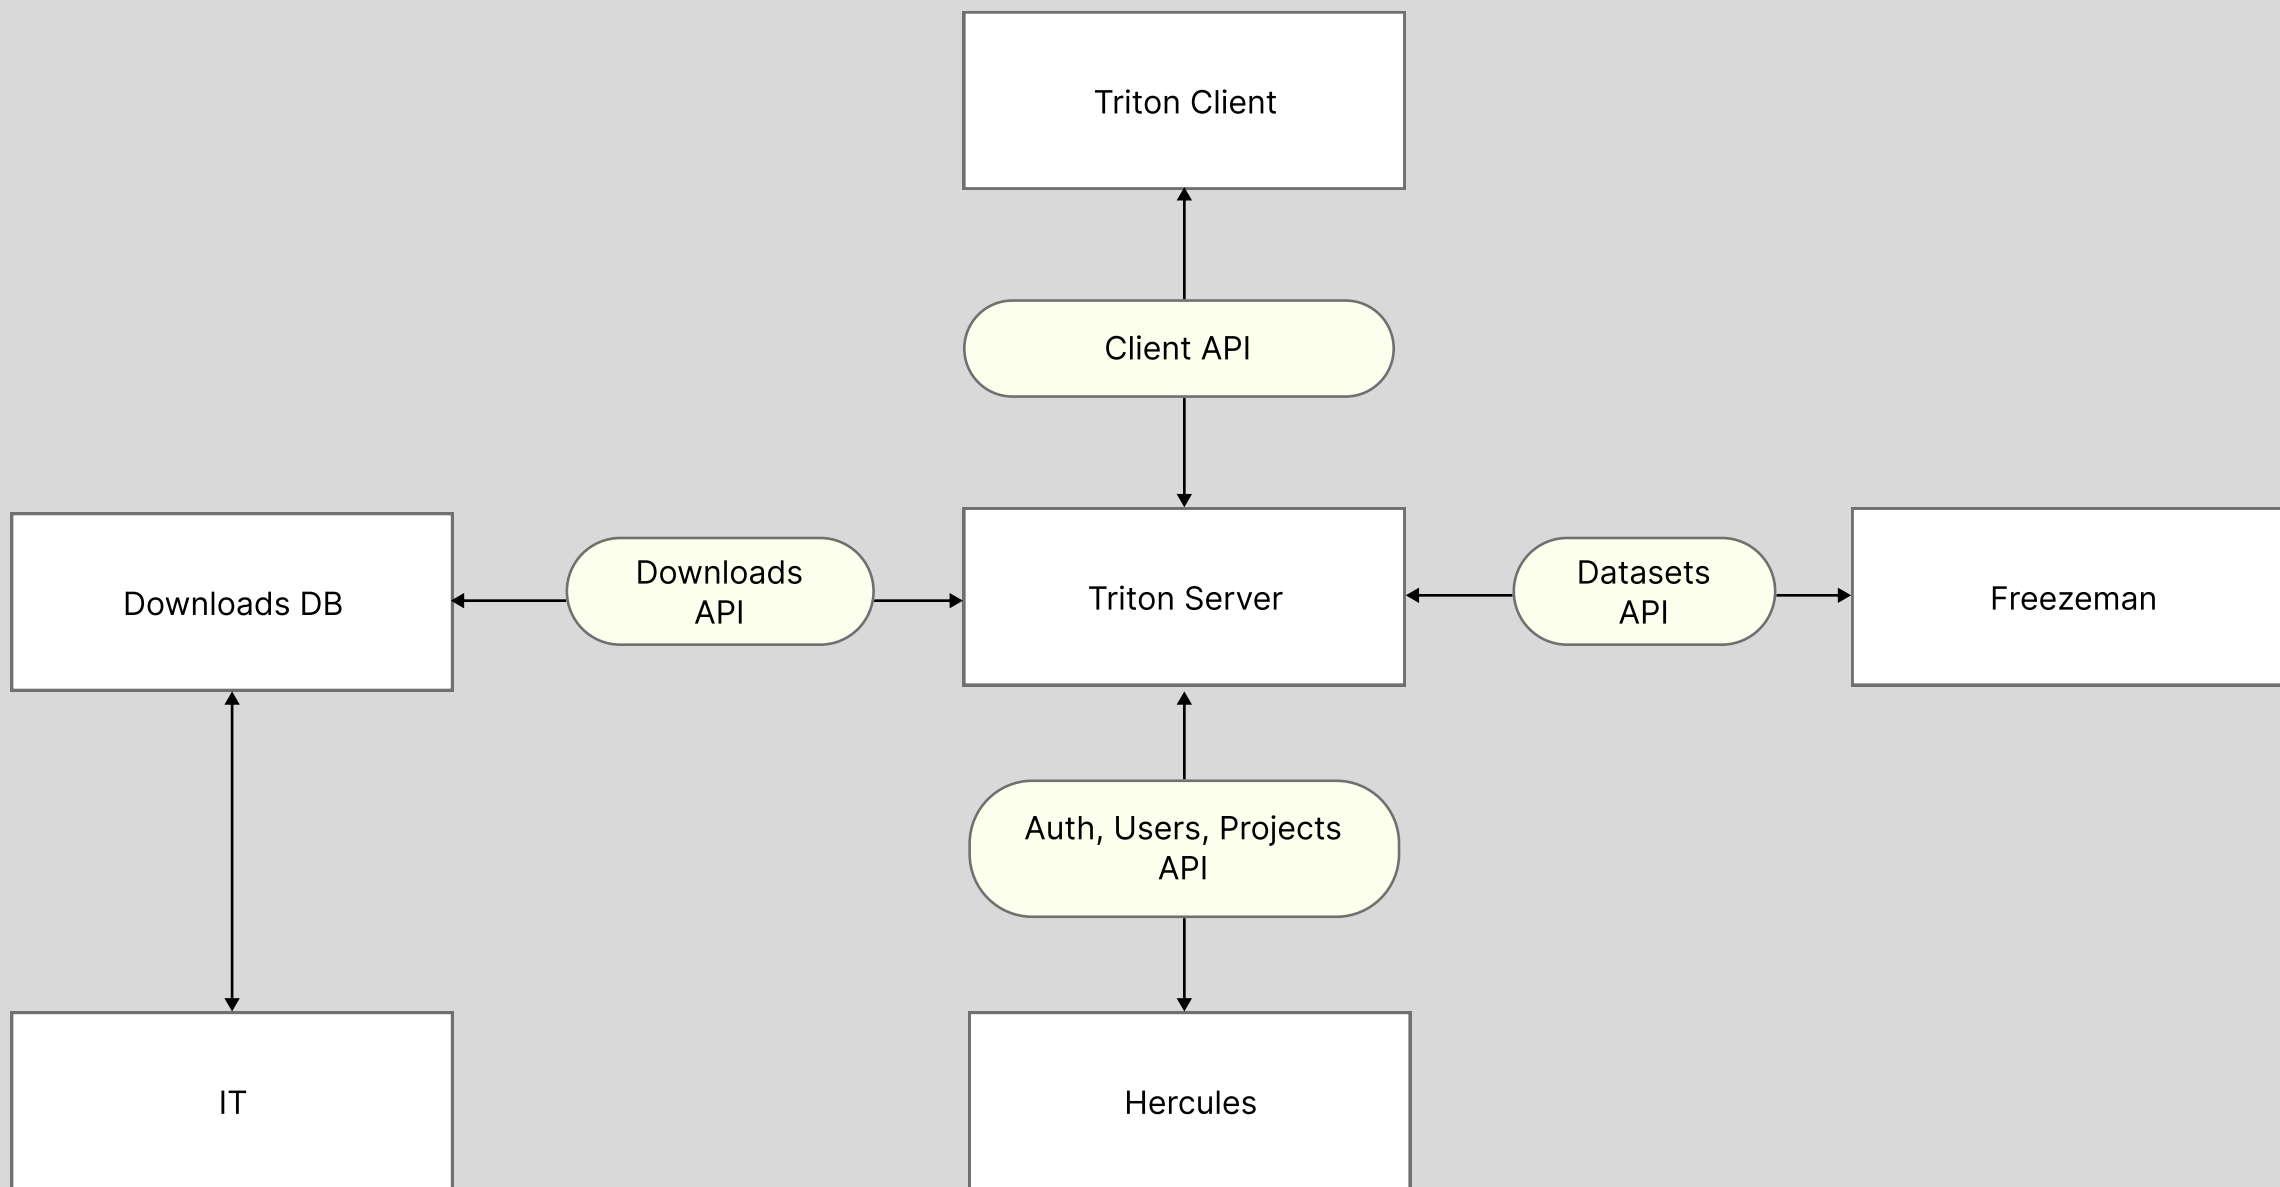 Triton Client
Client API
Downloads DB
Downloads
API
Triton Server
Datasets
API
Freezeman
Auth, Users, Projects
API
IT
Hercules